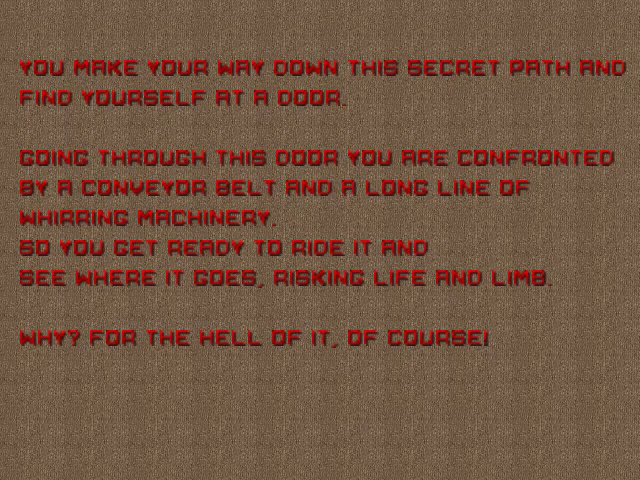 YOU MAKE YOUR WAY DOWN THIS SECRET PATH AND
FIND YOURSELF AT A DOOR.
GOING THROUGH THIS DOOR YOU ARE CONFRONTED
BY A CONVEYOR BELT AND A LONG LINE OF
WHIRRING MACHINERY.
SO YOU GET READY TO RIDE IT AND
SEE WHERE IT GOES, RISKING LIFE AND LIMB.
WHY? FOR THE HELL OF IT, OF COURSE!